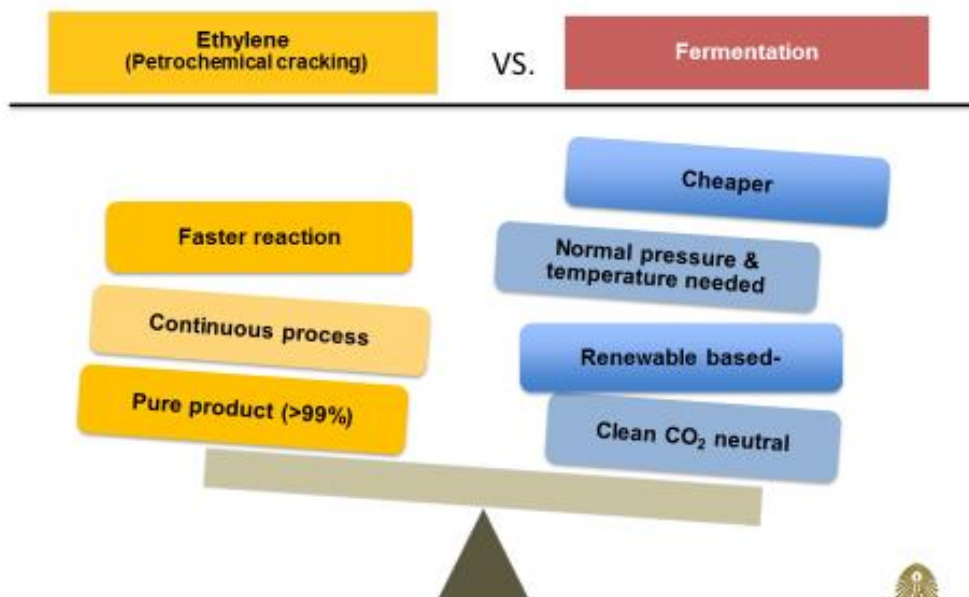 Ethylene
(Petrochemical cracking)
VS.
Fermentation
Faster reaction
Continuous process
Pure product (>99%)
Cheaper
Normal pressure &
temperature needed
Renewable based-
Clean CO₂ neutral